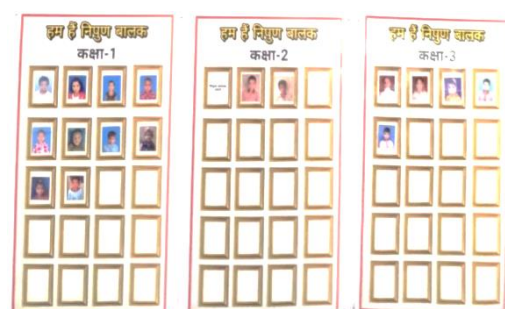 हम हैं निपुण बालक
कक्षा-1
हम हैं निपुण बालक
कक्षा-2
हम हैं निपुण बालक
कक्षा-3